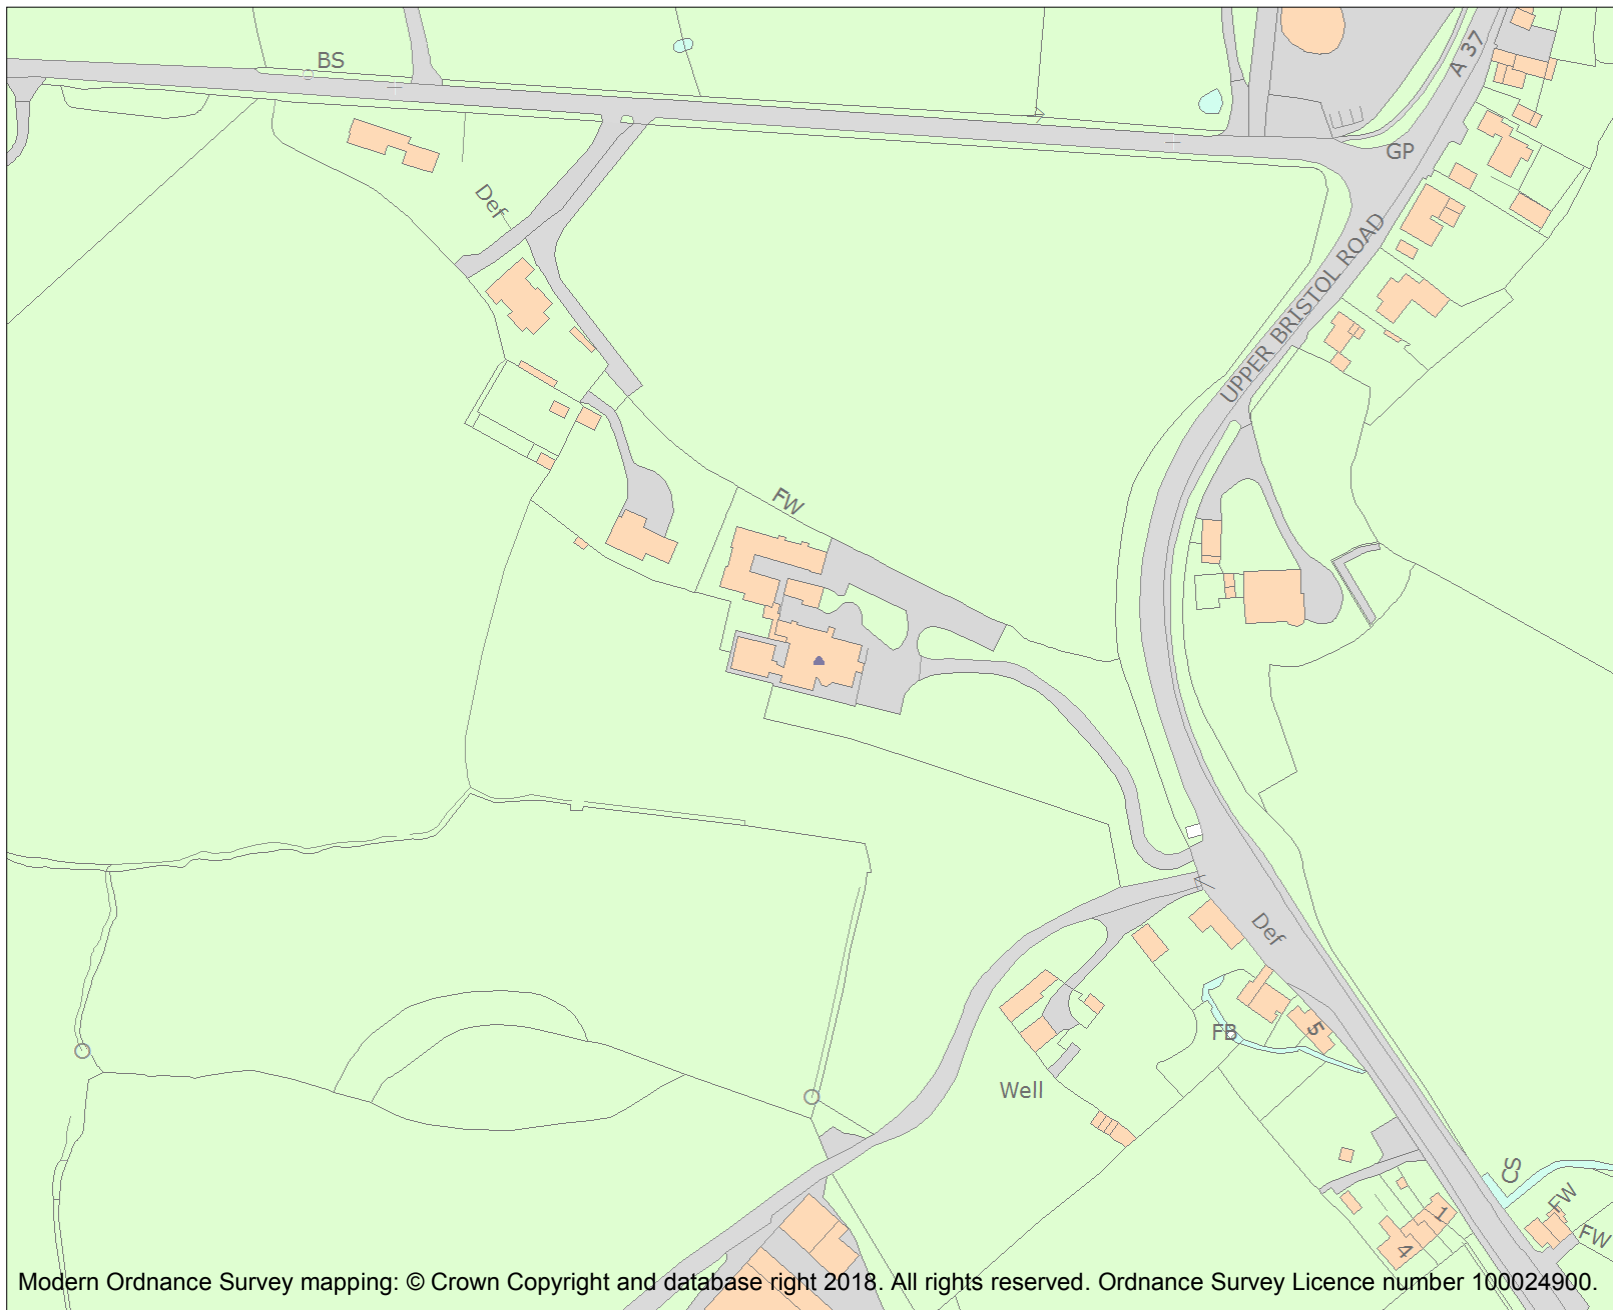 BS
A 37
GP
Def
UPPER BRISTOL ROAD
FW
Def
5
FB
Well
CS
FW
1
FW
4
Modern Ordnance Survey mapping: © Crown Copyright and database right 2018. All rights reserved. Ordnance Survey Licence number 100024900.